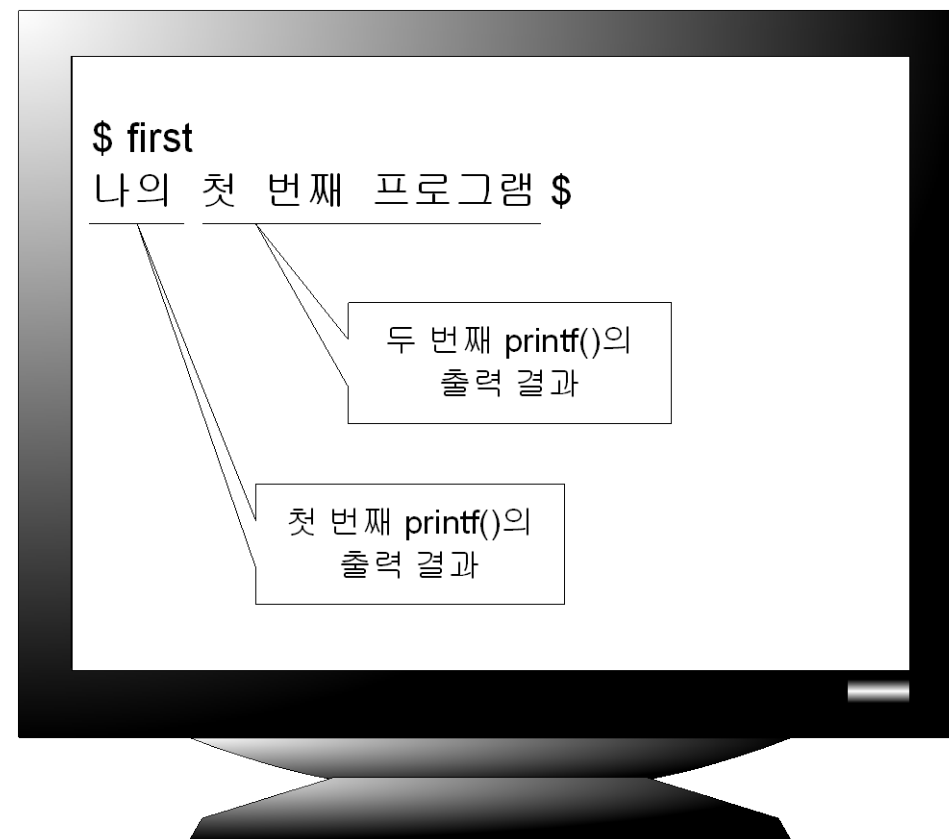 $ first
나의 첫 번째 프로그램 $
두 번째 printf()의
출력 결과
첫 번째 printf()의
출력 결과